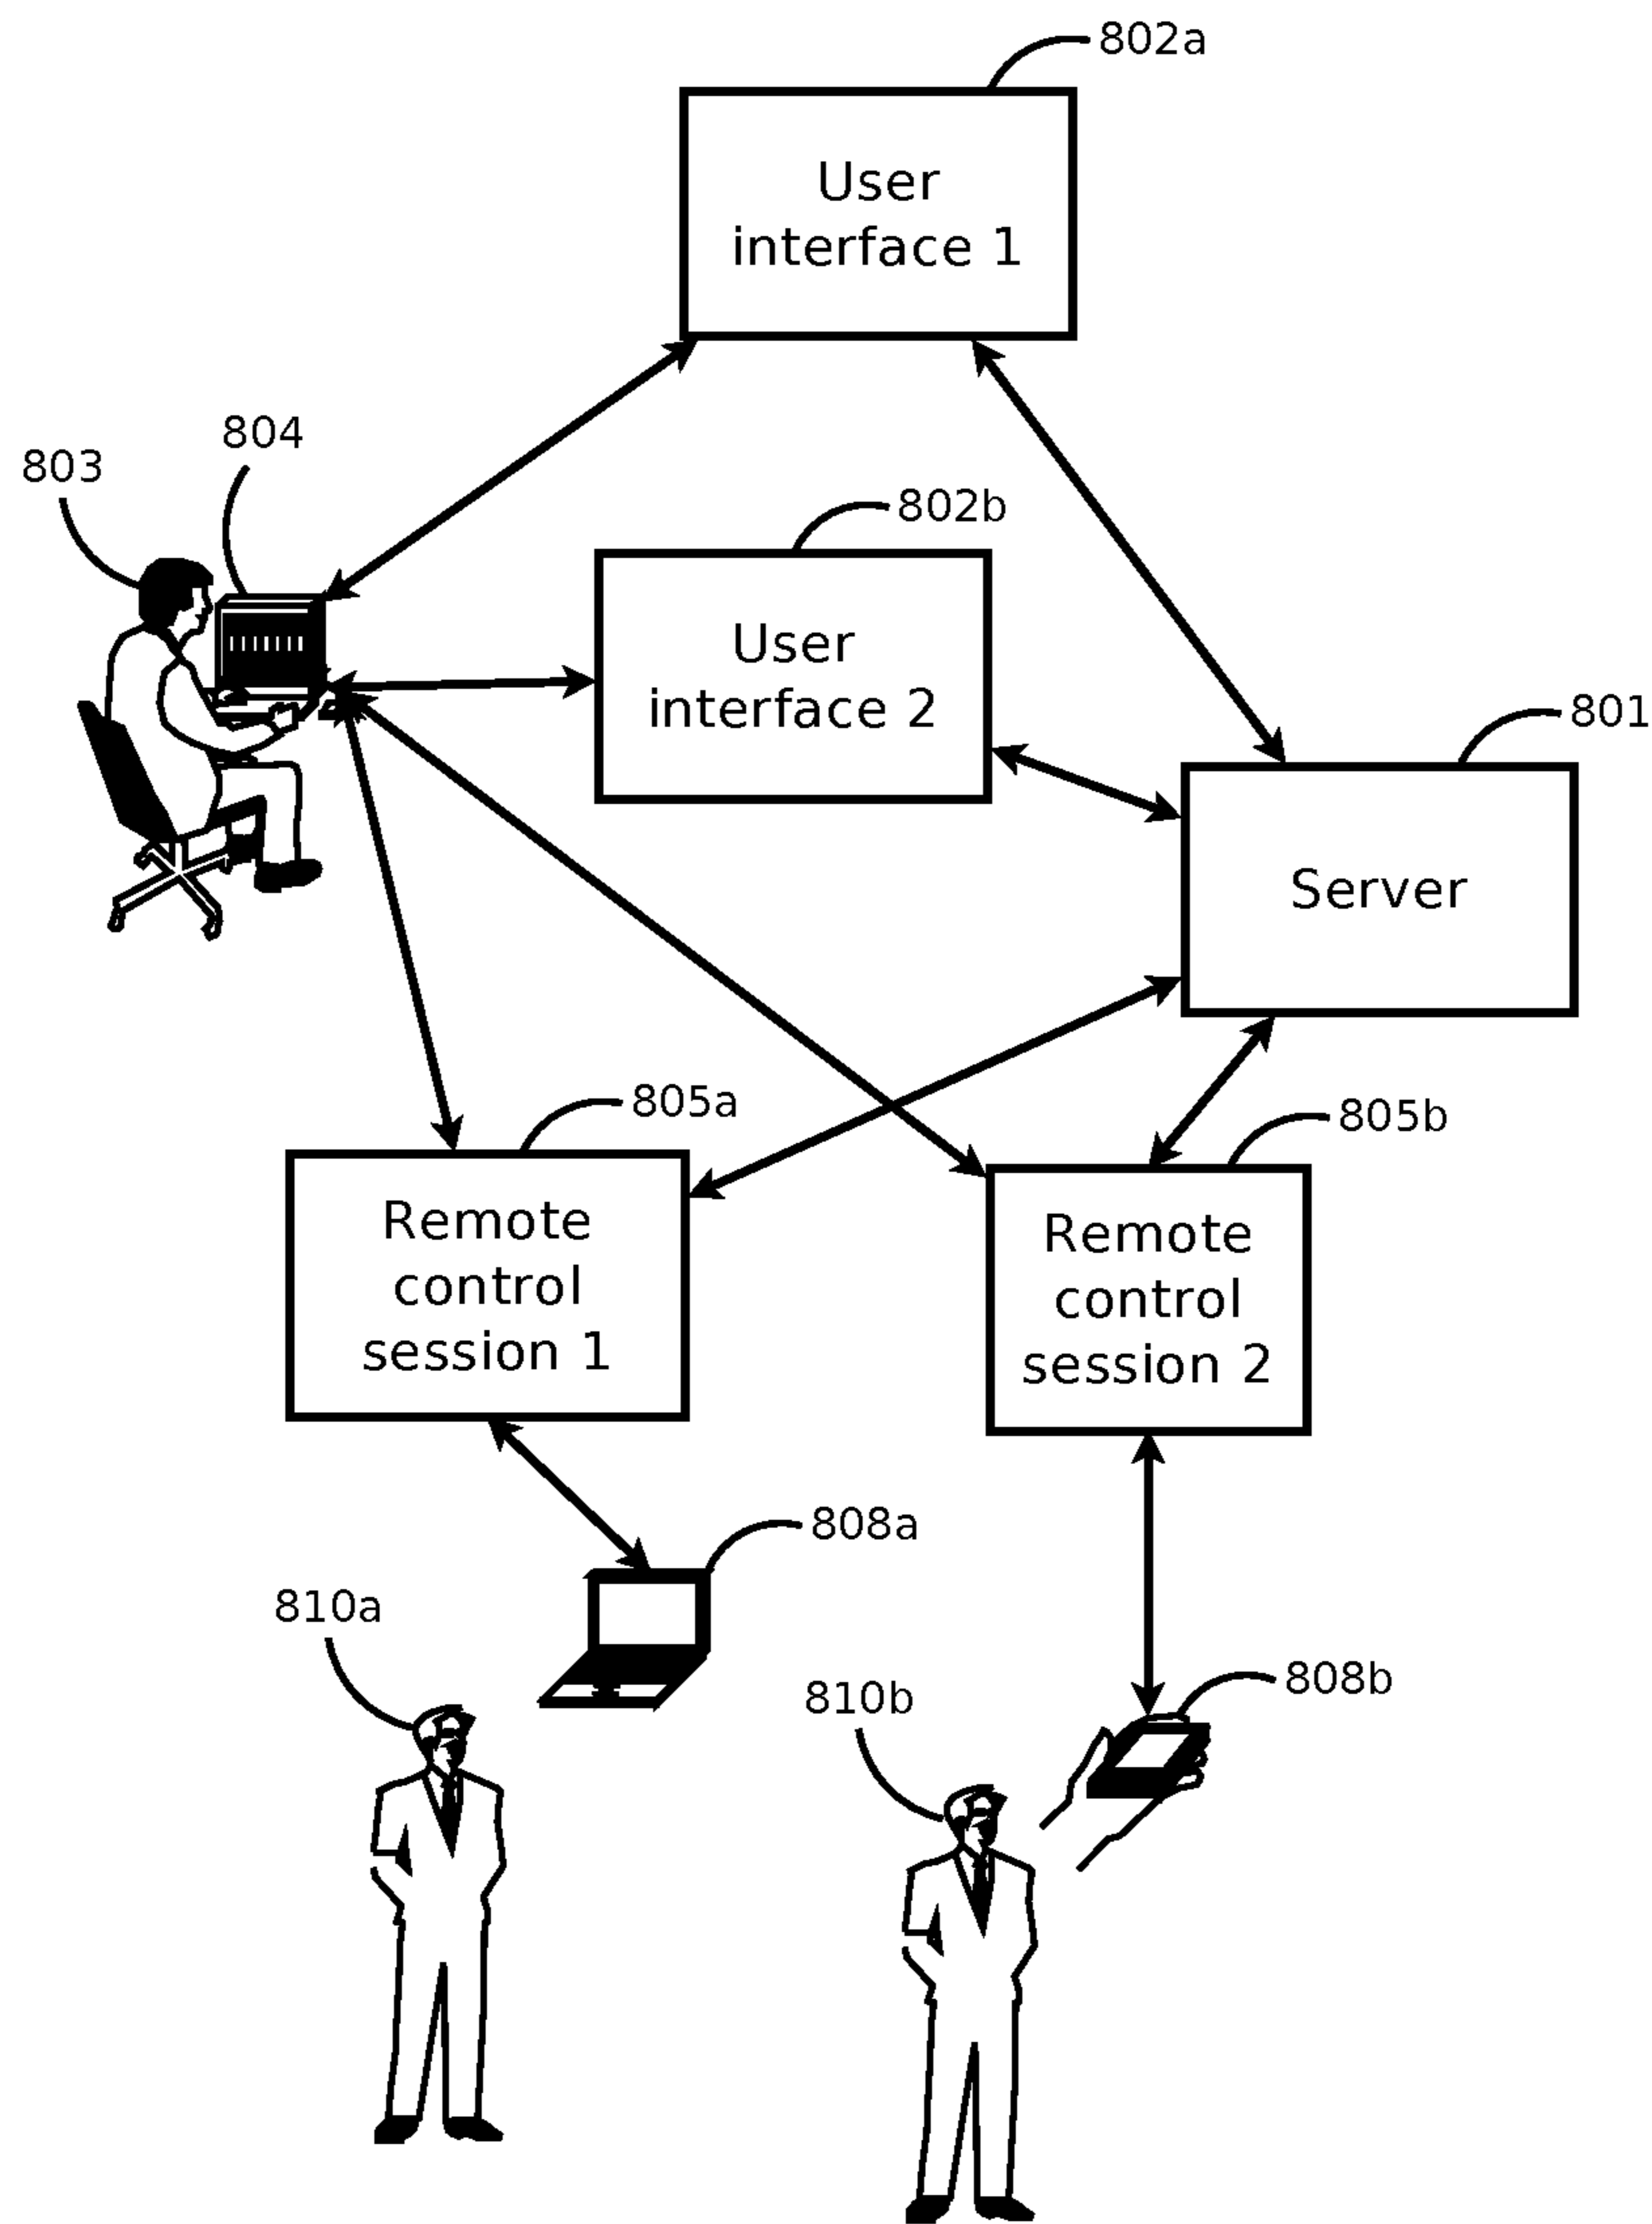 802a
User
interface 1
804
803
802b
User
interface 2
801
Server
805a
805b
Remote
control
session 1
Remote
control
session 2
808a
810a
808b
810b